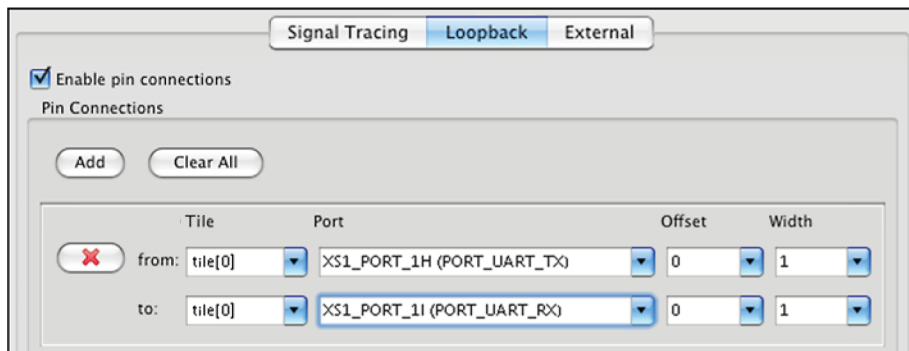 Signal Tracing Loopback External
Enable pin connections
Pin Connections
Add Clear All
Tile Port Offset Width
from: tile[0] XS1_PORT_1H (PORT_UART_TX) 0 1
to: tile[0] XS1_PORT_1I (PORT_UART_RX) 0 1